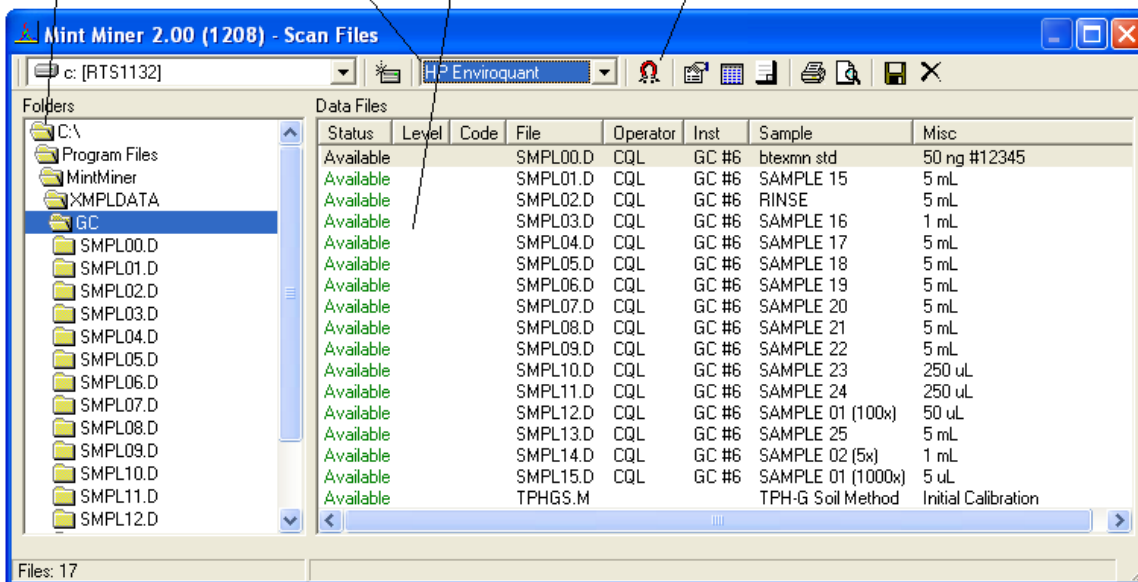 Mint Miner 2.00 (1208) - Scan Files
c: [RTS1132] HP Enviroquant
Folders Data Files
C:\
Program Files
MintMiner
XMPLDATA
GC
SMPL00.D
SMPL01.D
SMPL02.D
SMPL03.D
SMPL04.D
SMPL05.D
SMPL06.D
SMPL07.D
SMPL08.D
SMPL09.D
SMPL10.D
SMPL11.D
SMPL12.D
Status Level Code File Operator Inst Sample Misc
Available SMPL00.D CQL GC #6 btexmn std 50 ng #12345
Available SMPL01.D CQL GC #6 SAMPLE 15 5 mL
Available SMPL02.D CQL GC #6 RINSE 5 mL
Available SMPL03.D CQL GC #6 SAMPLE 16 1 mL
Available SMPL04.D CQL GC #6 SAMPLE 17 5 mL
Available SMPL05.D CQL GC #6 SAMPLE 18 5 mL
Available SMPL06.D CQL GC #6 SAMPLE 19 5 mL
Available SMPL07.D CQL GC #6 SAMPLE 20 5 mL
Available SMPL08.D CQL GC #6 SAMPLE 21 5 mL
Available SMPL09.D CQL GC #6 SAMPLE 22 5 mL
Available SMPL10.D CQL GC #6 SAMPLE 23 250 uL
Available SMPL11.D CQL GC #6 SAMPLE 24 250 uL
Available SMPL12.D CQL GC #6 SAMPLE 01 (100x) 50 uL
Available SMPL13.D CQL GC #6 SAMPLE 25 5 mL
Available SMPL14.D CQL GC #6 SAMPLE 02 (5x) 1 mL
Available SMPL15.D CQL GC #6 SAMPLE 01 (1000x) 5 uL
Available TPHGS.M TPH-G Soil Method Initial Calibration
Files: 17